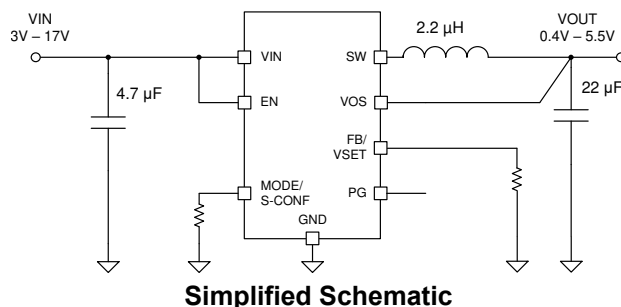 VIN
3V – 17V
4.7 µF
VIN
EN
MODE/
S-CONF
GND
SW
VOS
FB/
VSET
PG
2.2 µH
VOUT
0.4V – 5.5V
22 µF
Simplified Schematic